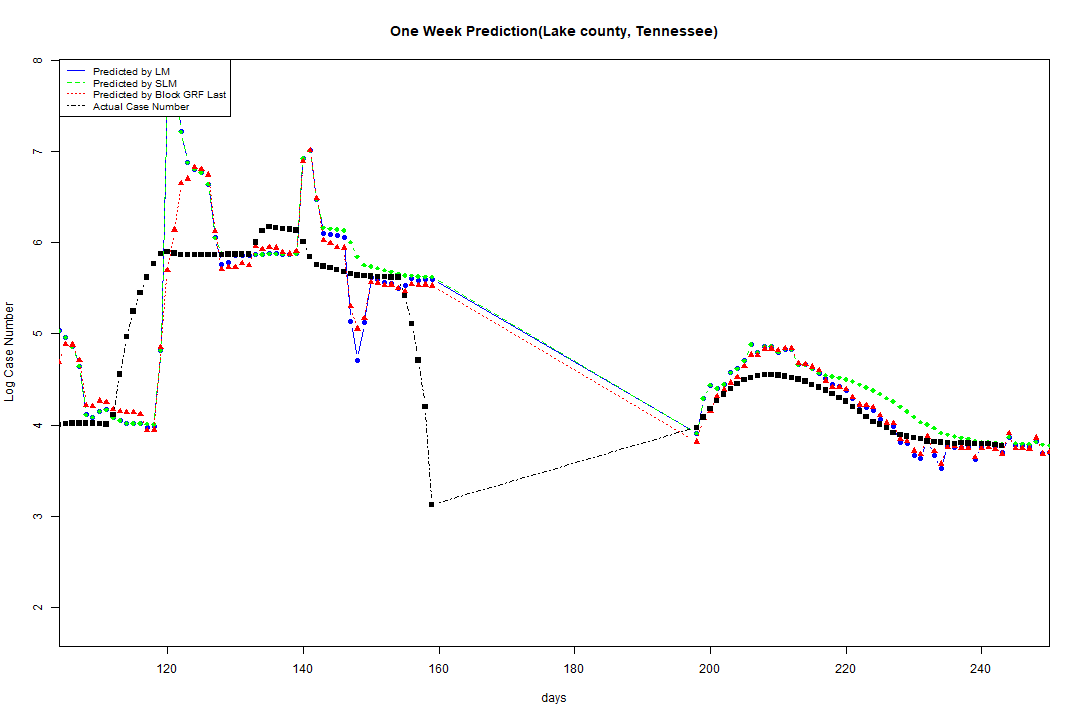 One Week Prediction(Lake county, Tennessee)
Predicted by LM
Predicted by SLM
Predicted by Block GRF Last
Actual Case Number
Log Case Number
8
7
6
5
4
3
2
120 140 160 180 200 220 240
days